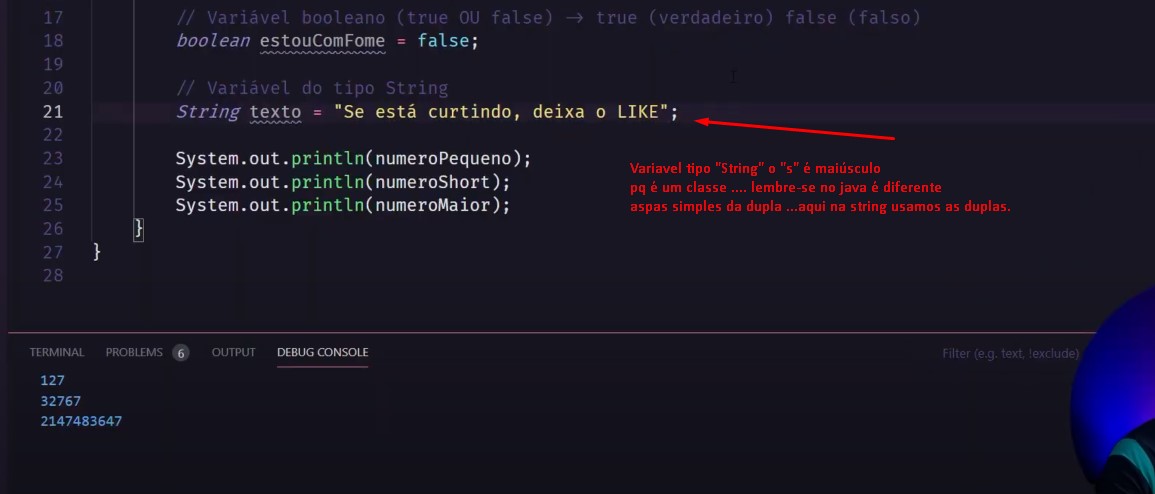 17 // Variável booleano (true OU false) → true (verdadeiro) false (falso)
18 boolean estouComFome = false;
19
20 // Variável do tipo String
21 String texto = "Se está curtindo, deixa o LIKE";
22
Variavel tipo "String" o "s" é maiúsculo
pq é um classe .... lembre-se no java é diferente
aspas simples da dupla ...aqui na string usamos as duplas.
23 System.out.println(numeroPequeno);
24 System.out.println(numeroShort);
25 System.out.println(numeroMaior);
26 }
27 }
28
TERMINAL PROBLEMS 6 OUTPUT DEBUG CONSOLE Filter (e.g. text, !exclude)
127
32767
2147483647